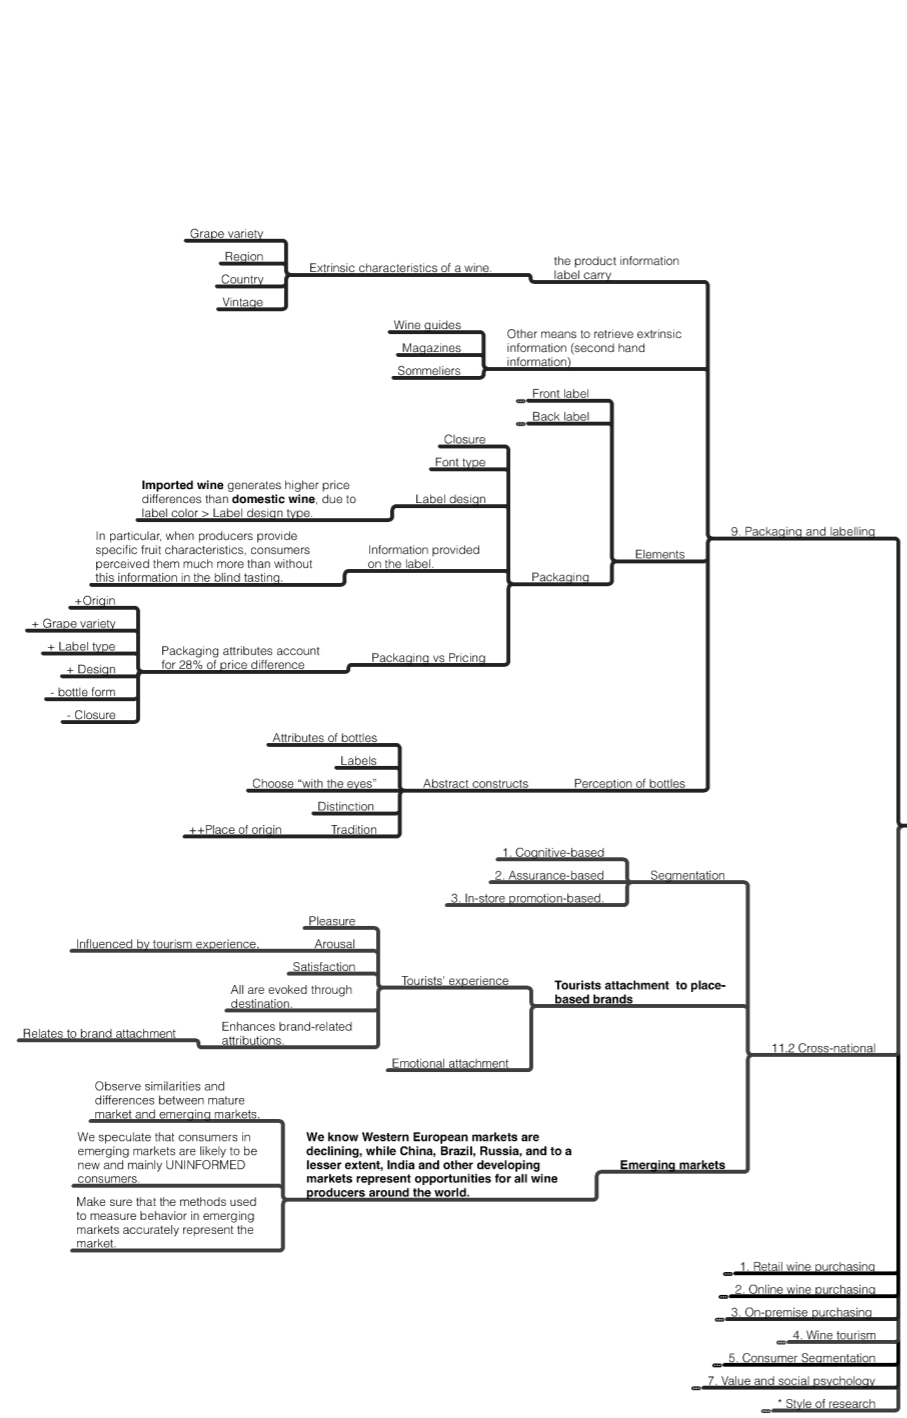 Grape variety
Region
Country
Vintage
Extrinsic characteristics of a wine.
the product information
label carry
Wine guides
Magazines
Sommeliers
Other means to retrieve extrinsic
information (second hand
information)
Front label
Back label
Closure
Font type
Label design
Imported wine generates higher price
differences than domestic wine, due to
label color > Label design type.
Information provided
on the label.
In particular, when producers provide
specific fruit characteristics, consumers
perceived them much more than without
this information in the blind tasting.
Packaging
Elements
9. Packaging and labelling
+Origin
+ Grape variety
+ Label type
+ Design
- bottle form
- Closure
Packaging attributes account
for 28% of price difference
Packaging vs Pricing
Attributes of bottles
Labels
Choose “with the eyes”
Distinction
++Place of origin
Tradition
Abstract constructs
Perception of bottles
1. Cognitive-based
2. Assurance-based
3. In-store promotion-based.
Segmentation
Pleasure
Influenced by tourism experience.
Arousal
Satisfaction
All are evoked through
destination.
Relates to brand attachment
Enhances brand-related
attributions.
Tourists' experience
Emotional attachment
Tourists attachment to place-
based brands
11.2 Cross-national
Observe similarities and
differences between mature
market and emerging markets.
We speculate that consumers in
emerging markets are likely to be
new and mainly UNINFORMED
consumers.
Make sure that the methods used
to measure behavior in emerging
markets accurately represent the
market.
We know Western European markets are
declining, while China, Brazil, Russia, and to a
lesser extent, India and other developing
markets represent opportunities for all wine
producers around the world.
Emerging markets
1. Retail wine purchasing
2. Online wine purchasing
3. On-premise purchasing
4. Wine tourism
5. Consumer Segmentation
7. Value and social psychology
* Style of research